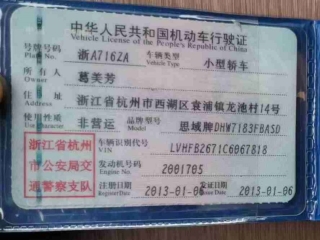 中华人民共和国机动车行驶证
Vehicle License of the People's Republic of China
号牌号码 浙A716ZA 车辆类型 小型轿车
Plate No. Vehicle Type
所有人 葛美芳
Owner
住址 浙江省杭州市西湖区袁浦镇龙池村14号
Address
使用性质 非营运 品牌型号 思域牌DHW7183FBASD
Use Character Model
浙江省杭州
市公安局交
通警察支队
车辆识别代号 LVHFB2671C6067818
VIN
发动机号码 2001705
Engine No.
注册日期 2013-01-06 发证日期 2013-01-06
Register Date Issue Date